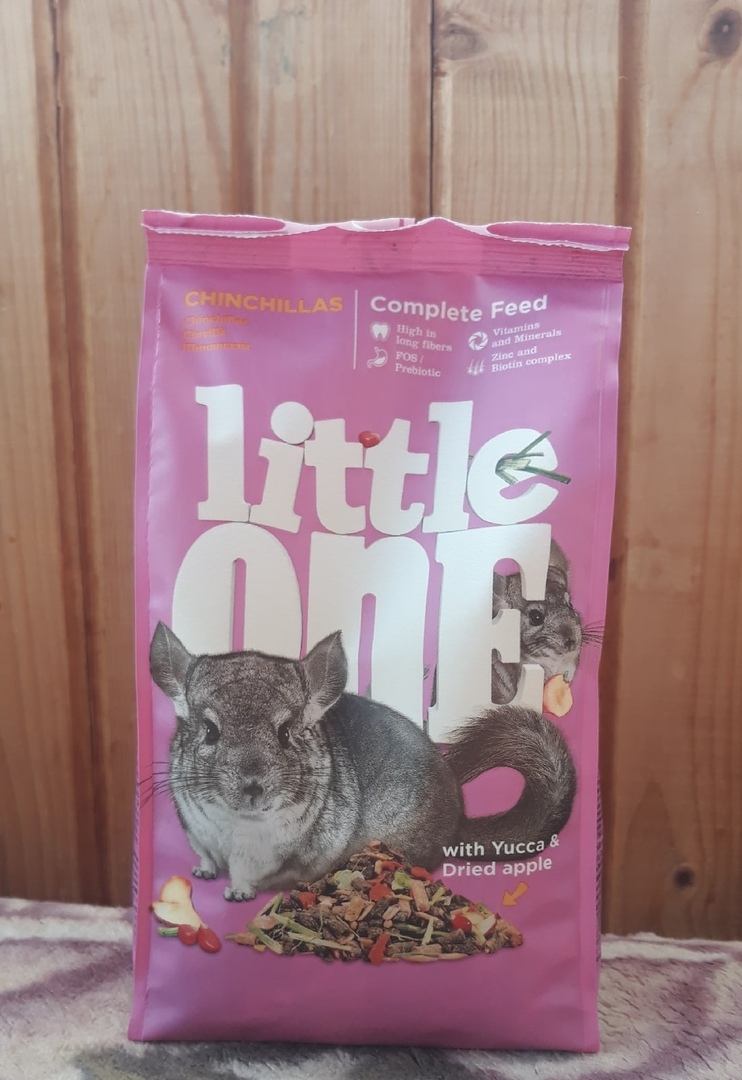 CHINCHILLAS
Complete Feed
High in
long fibers
FOS /
Prebiotic
Vitamins
and Minerals
Zinc and
Biotin complex
little
one
with Yucca &
Dried apple